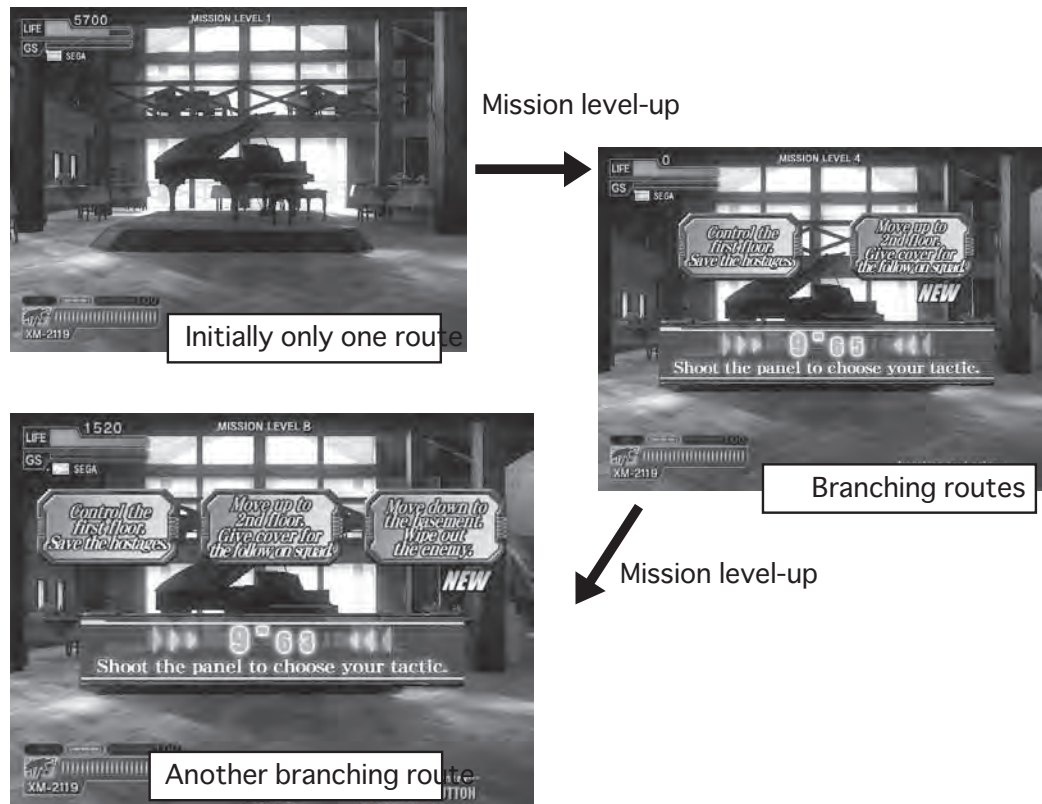 5700
MISSION LEVEL 1
LIFE
GS
SEGA
XM-2119
Initially only one route
Mission level-up
0
MISSION LEVEL 4
LIFE
GS
SEGA
Control the
first floor.
Save the hostages.
Move up to
2nd floor.
Give cover for
the follow on squad.
NEW
9"65
Shoot the panel to choose your tactic.
100
XM-2119
Branching routes
Mission level-up
1520
MISSION LEVEL 8
LIFE
GS
SEGA
Control the
first floor.
Save the hostages.
Move up to
2nd floor.
Give cover for
the follow on squad.
Move down to
the basement.
Wipe out
the enemy.
NEW
9"63
Shoot the panel to choose your tactic.
XM-2119
Another branching route